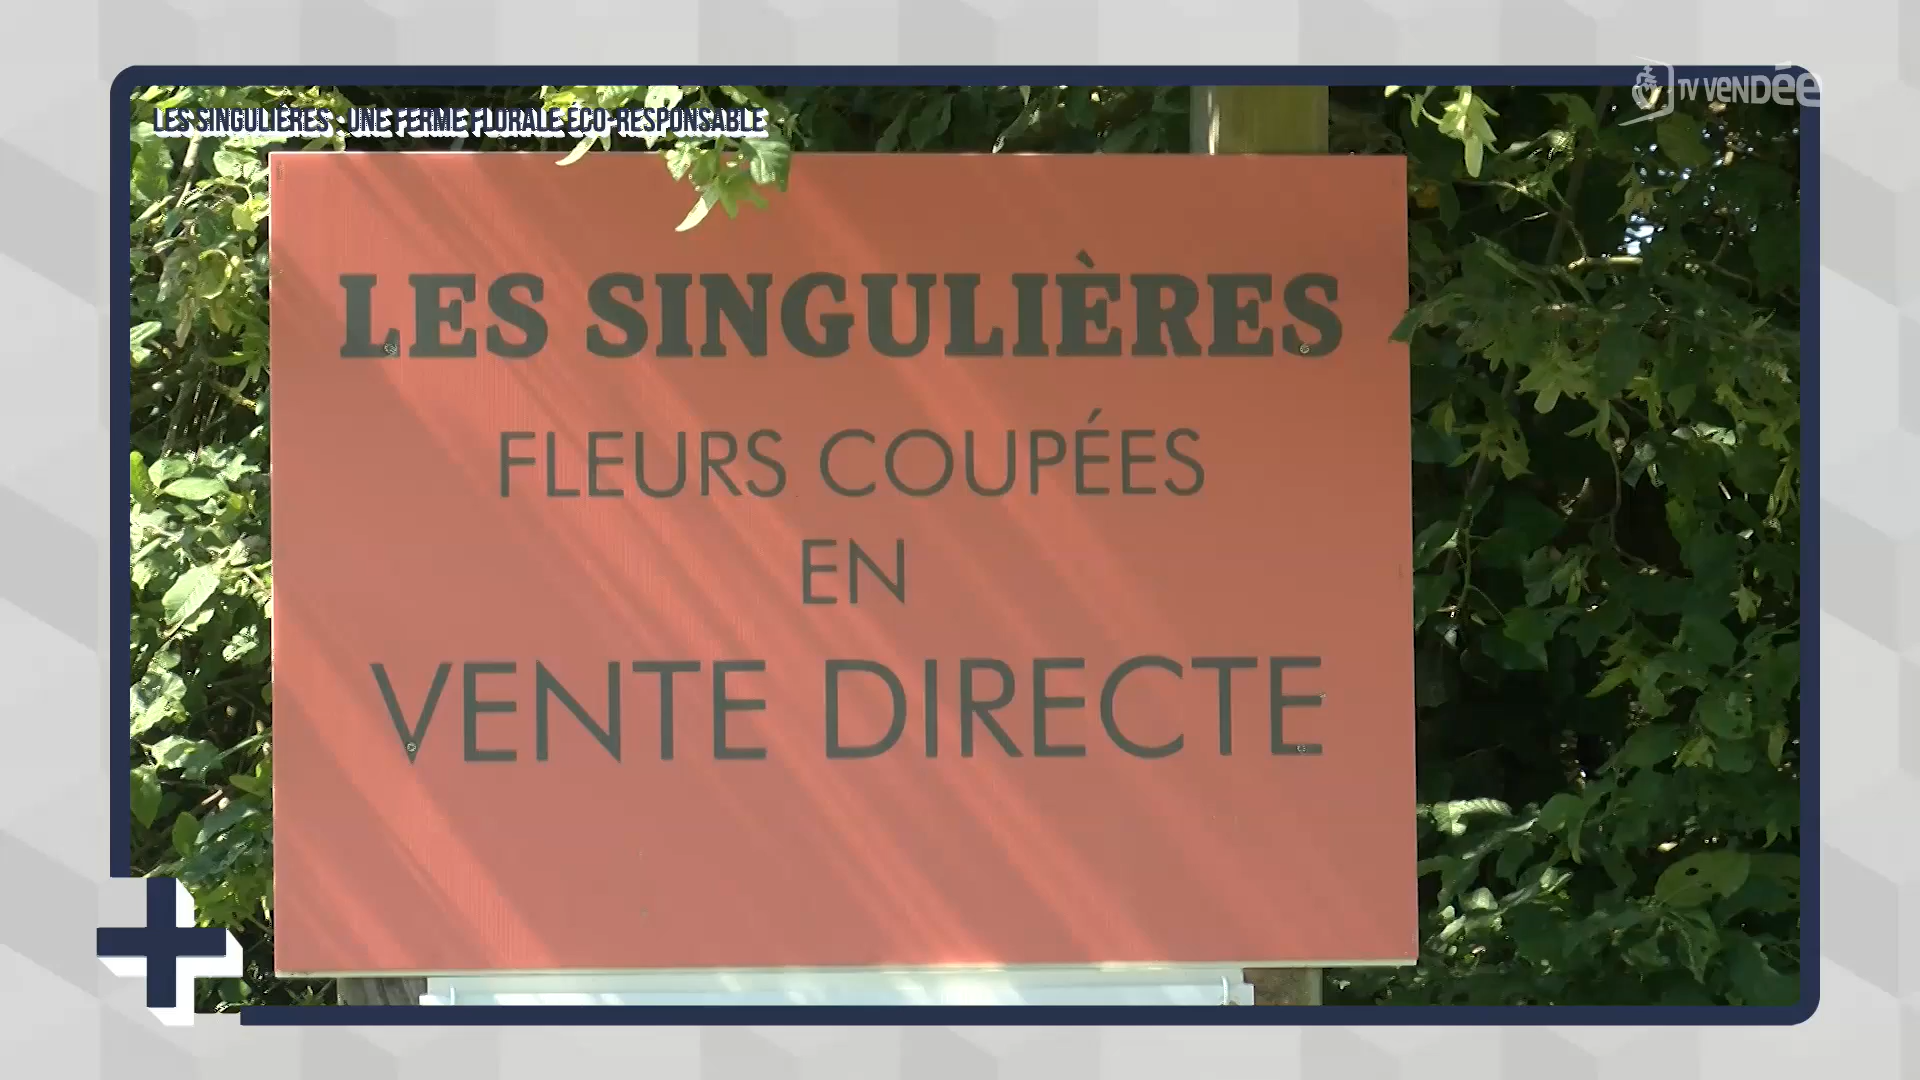 TV VENDÉE
LES SINGULIÈRES : UNE FERME FLORALE ÉCO-RESPONSABLE
LES SINGULIÈRES
FLEURS COUPÉES
EN
VENTE DIRECTE